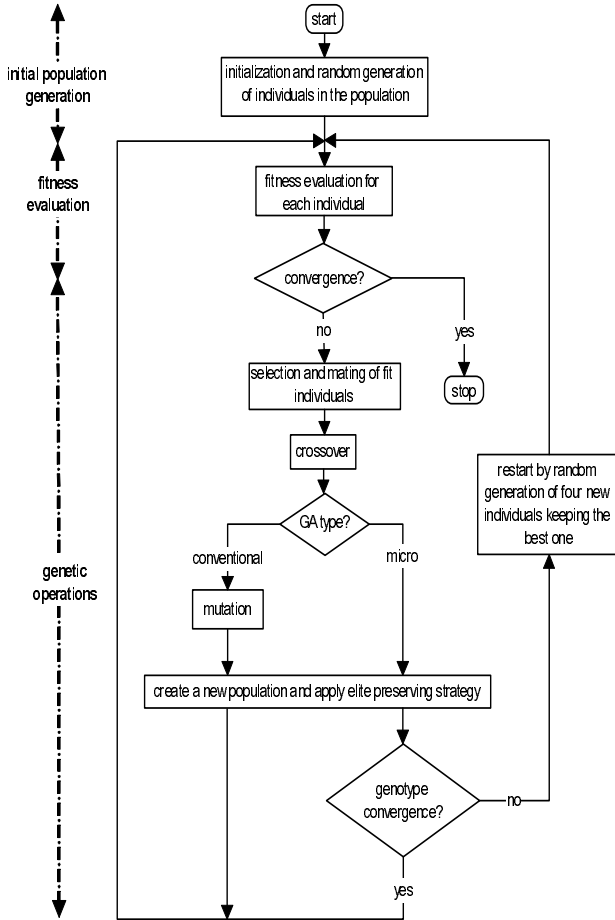 start
initialization and random generation
of individuals in the population
initial population
generation
fitness
evaluation
fitness evaluation for
each individual
convergence?
no
yes
stop
selection and mating of fit
individuals
crossover
GA type?
conventional
micro
mutation
restart by random
generation of four new
individuals keeping the
best one
genetic
operations
create a new population and apply elite preserving strategy
genotype
convergence?
no
yes